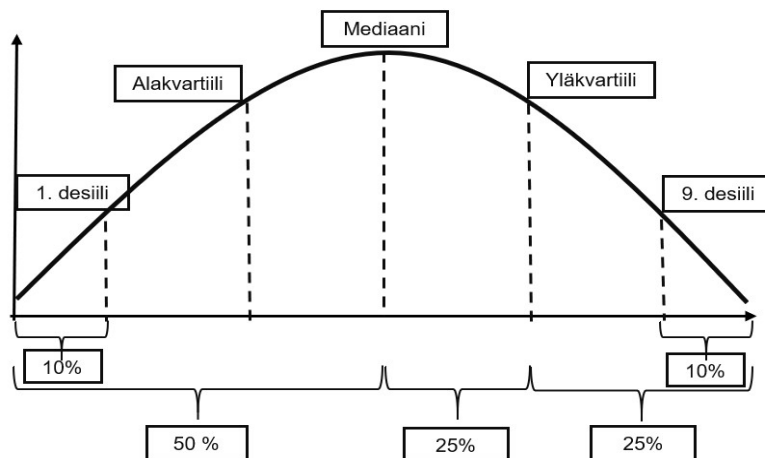 Mediaani
Alakvartiili
Yläkvartiili
1. desiili
9. desiili
10%
10%
50 %
25%
25%